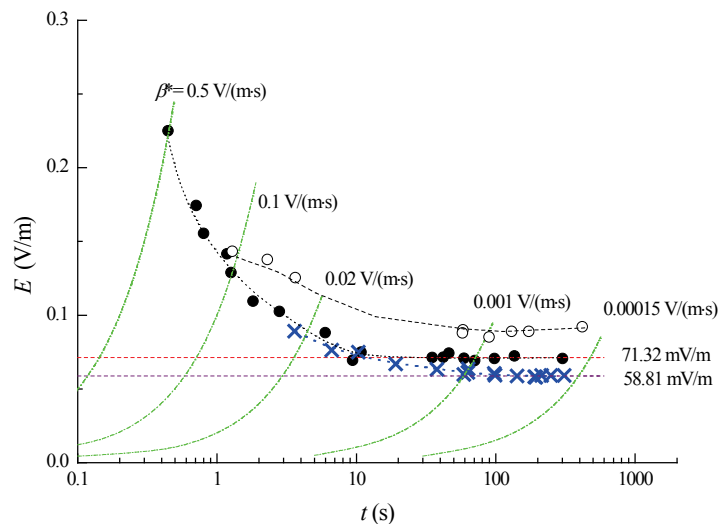 0.3
β*= 0.5 V/(m·s)
0.2
0.1 V/(m·s)
E (V/m)
0.02 V/(m·s)
0.001 V/(m·s)
0.00015 V/(m·s)
0.1
71.32 mV/m
58.81 mV/m
0.0
0.1 1 10 100 1000
t (s)